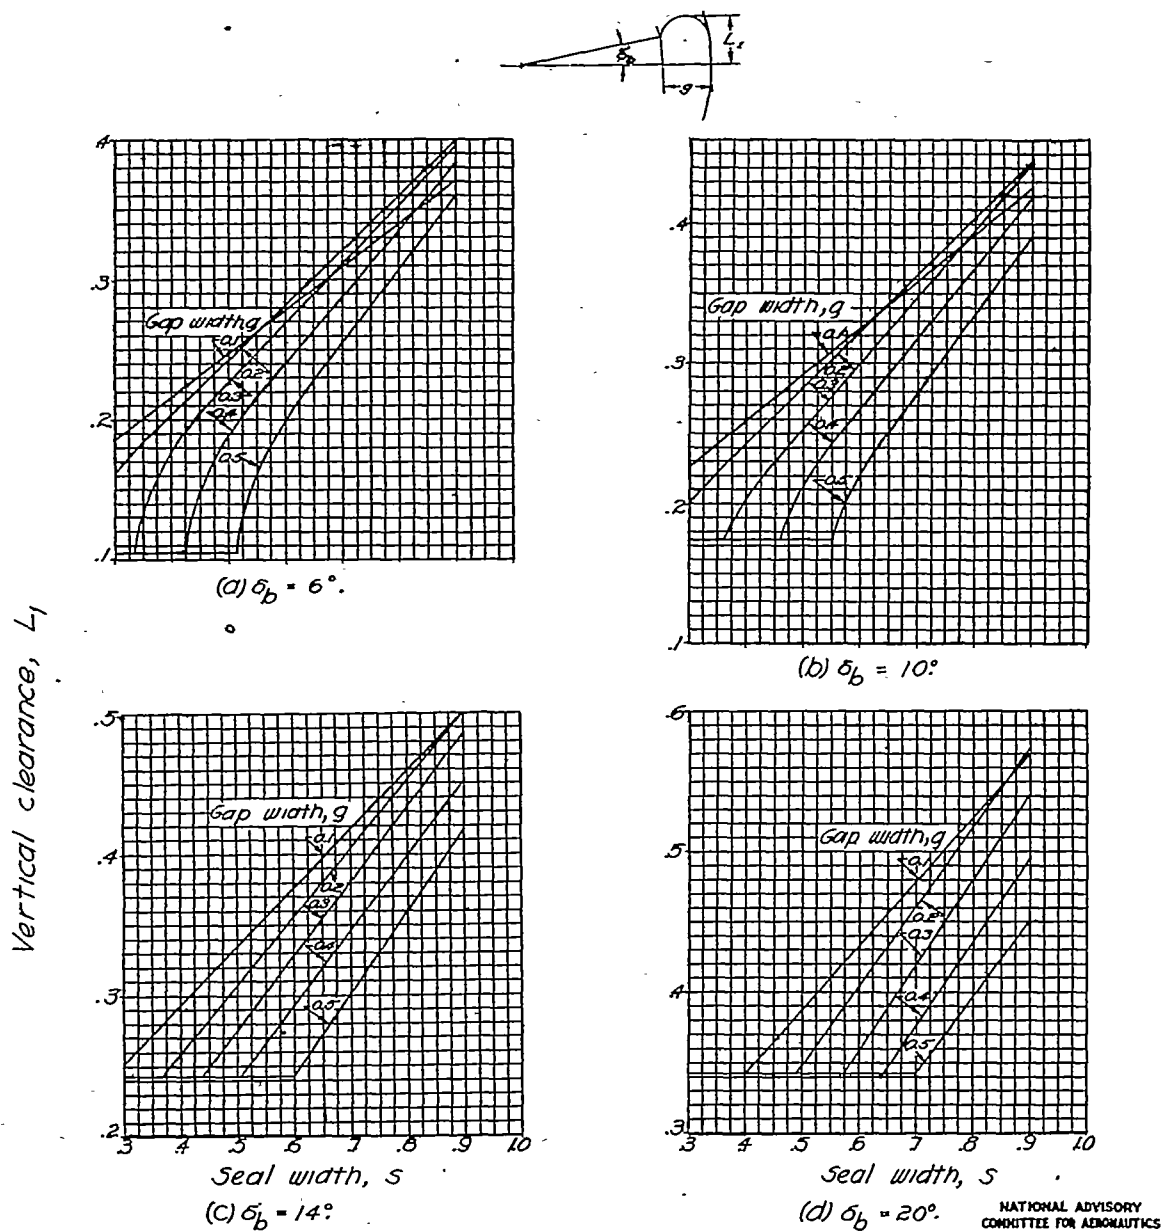 L₁
δb
g
.4
.3
.2
.1
Gap width, g
0.1
0.2
0.3
0.4
0.5
(a) δb = 6°.
.4
.3
.2
.1
Gap width, g
0.1
0.2
0.3
0.4
0.5
(b) δb = 10°.
Vertical clearance, L₁
.5
.4
.3
.2
Gap width, g
0.1
0.2
0.3
0.4
0.5
.3 .4 .5 .6 .7 .8 .9 1.0
Seal width, s
(c) δb = 14°.
.6
.5
.4
.3
Gap width, g
0.1
0.2
0.3
0.4
0.5
.3 .4 .5 .6 .7 .8 .9 1.0
Seal width, s
(d) δb = 20°.
NATIONAL ADVISORY
COMMITTEE FOR AERONAUTICS